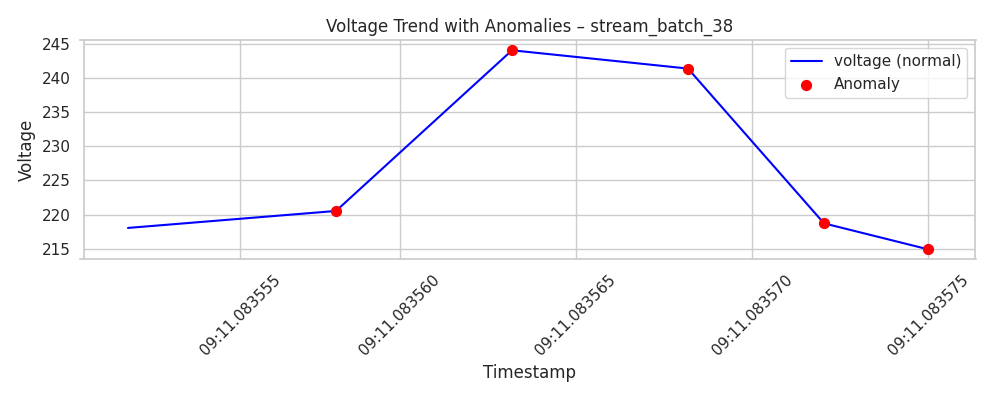 Voltage Trend with Anomalies – stream_batch_38
voltage (normal)
Anomaly
Voltage
245
240
235
230
225
220
215
09:11.083555
09:11.083560
09:11.083565
09:11.083570
09:11.083575
Timestamp